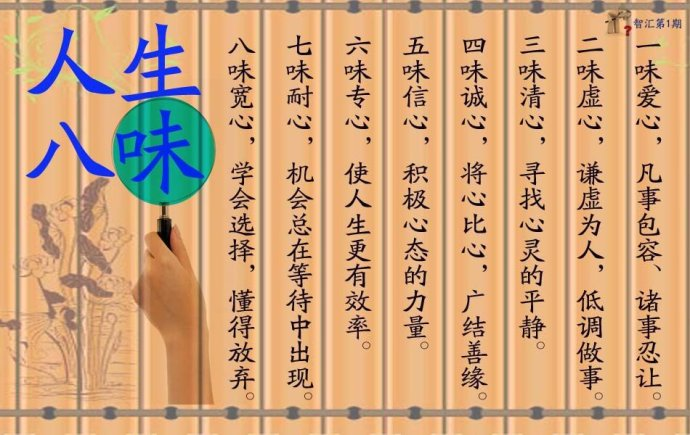 人生
八味
智汇第1期
一味爱心，凡事包容、诸事忍让。
二味虚心，谦虚为人，低调做事。
三味清心，寻找心灵的平静。
四味诚心，将心比心，广结善缘。
五味信心，积极心态的力量。
六味专心，使人生更有效率。
七味耐心，机会总在等待中出现。
八味宽心，学会选择，懂得放弃。